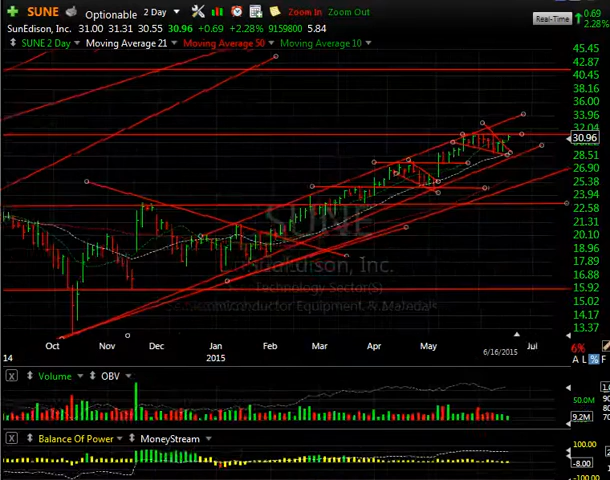 SUNE Optionable 2 Day Zoom In Zoom Out
SunEdison, Inc. 31.00 31.31 30.55 30.96 +0.69 +2.28% 9159800 5.84
Real-Time 0.69
2.28%
SUNE 2 Day Moving Average 21 Moving Average 50 Moving Average 10
45.45
42.87
40.45
38.16
36.00
33.96
32.04
30.96
28.51
26.90
25.38
23.94
22.58
21.31
20.10
18.96
17.89
16.88
15.92
15.02
14.17
13.37
SUNE
SunEdison, Inc.
Technology Sector(S)
Semiconductor Equipment & Materials
Oct Nov Dec 2015 Feb Mar Apr May Jul
14
6/16/2015
6%
A L % F
X Volume OBV
50.0M
9.2M
X Balance Of Power MoneyStream
100.00
-8.00
-100.00